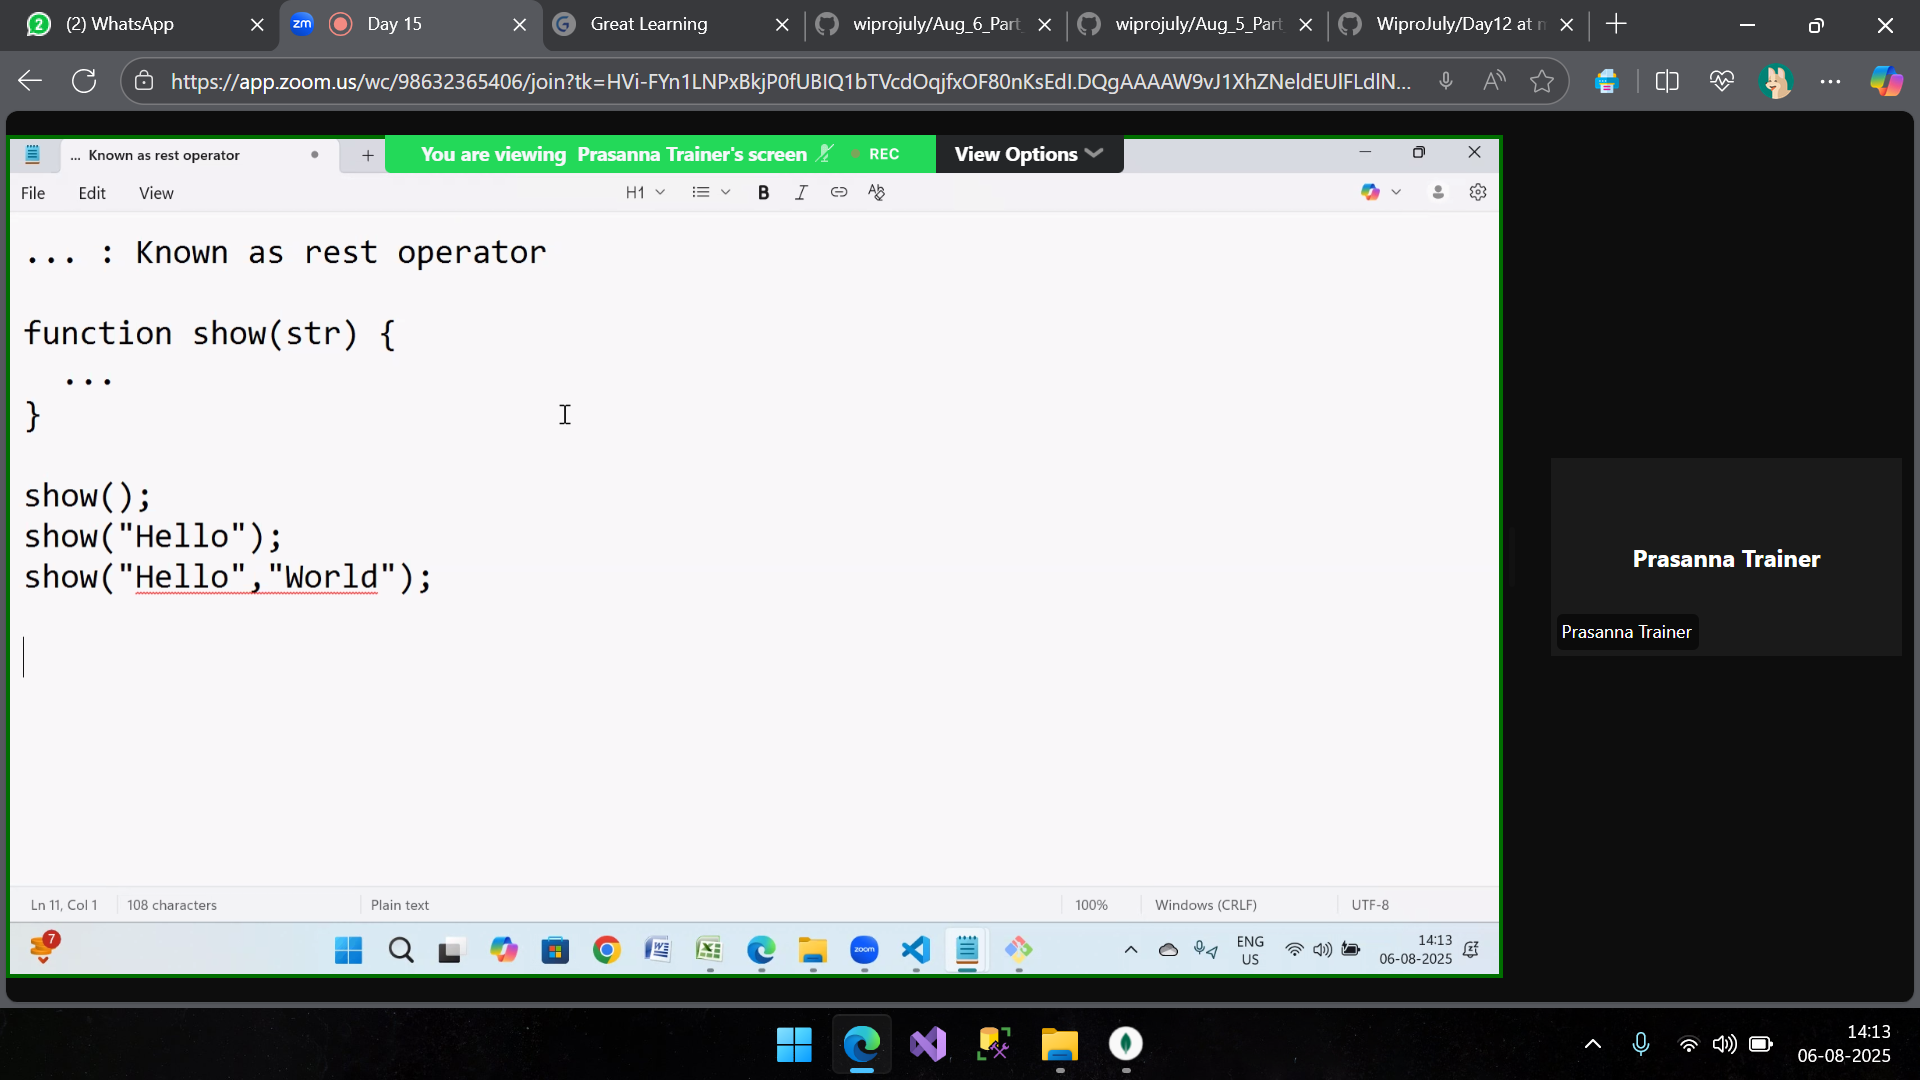 (2) WhatsApp
zm
Day 15
Great Learning
wiprojuly/Aug_6_Part
wiprojuly/Aug_5_Part
WiproJuly/Day12 at
https://app.zoom.us/wc/98632365406/join?tk=HVi-FYn1LNPxBkjP0fUBIQ1bTVcdOqjfxOF80nKsEdI.DQgAAAAW9vJ1XhZNeldEUlFLdlN...
... Known as rest operator
You are viewing Prasanna Trainer's screen
REC
View Options
File
Edit
View
H1
B
I
... : Known as rest operator
function show(str) {
...
}
show();
show("Hello");
show("Hello","World");
Prasanna Trainer
Prasanna Trainer
Ln 11, Col 1
108 characters
Plain text
100%
Windows (CRLF)
UTF-8
7
zoom
ENG
US
14:13
06-08-2025
14:13
06-08-2025